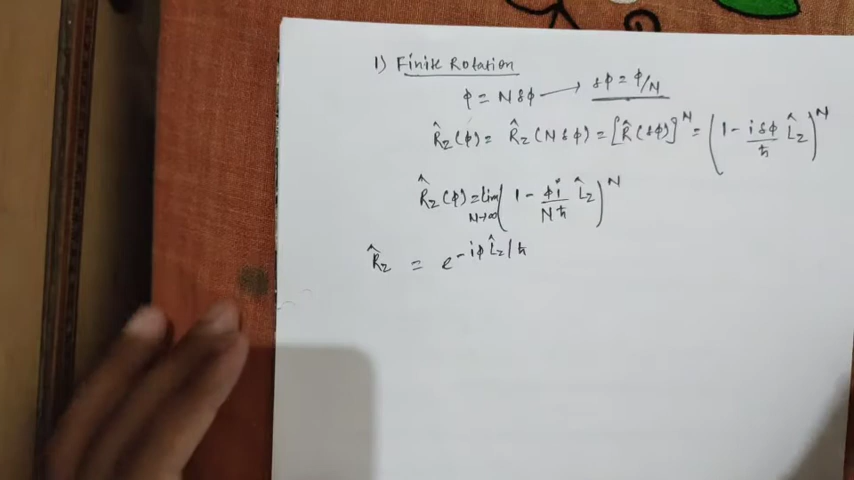 1) Finite Rotation
φ = N δφ → δφ = φ/N
R̂z(φ) = R̂z(N δφ) = [R̂(δφ)]^N = (1 - iδφ/ħ L̂z)^N
R̂z(φ) = lim N→∞ (1 - φi/Nħ L̂z)^N
R̂z = e^-iφL̂z/ħ